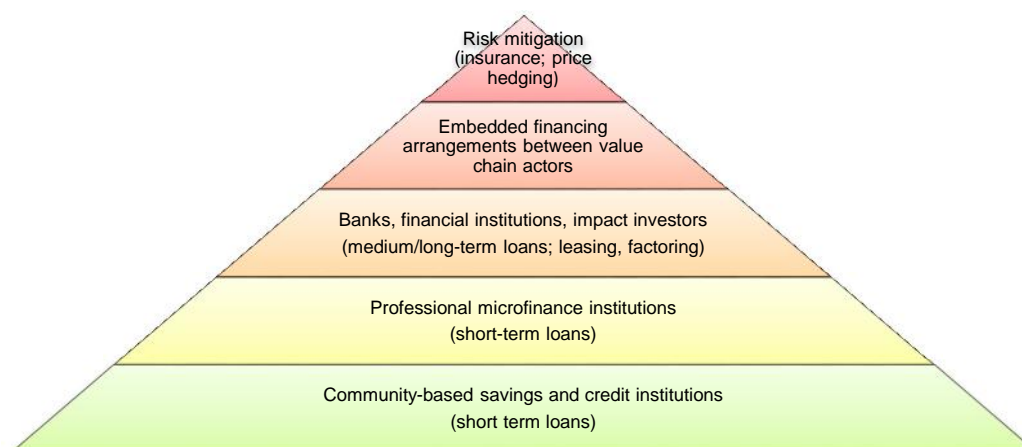 Risk mitigation
(insurance; price
hedging)
Embedded financing
arrangements between value
chain actors
Banks, financial institutions, impact investors
(medium/long-term loans; leasing, factoring)
Professional microfinance institutions
(short-term loans)
Community-based savings and credit institutions
(short term loans)